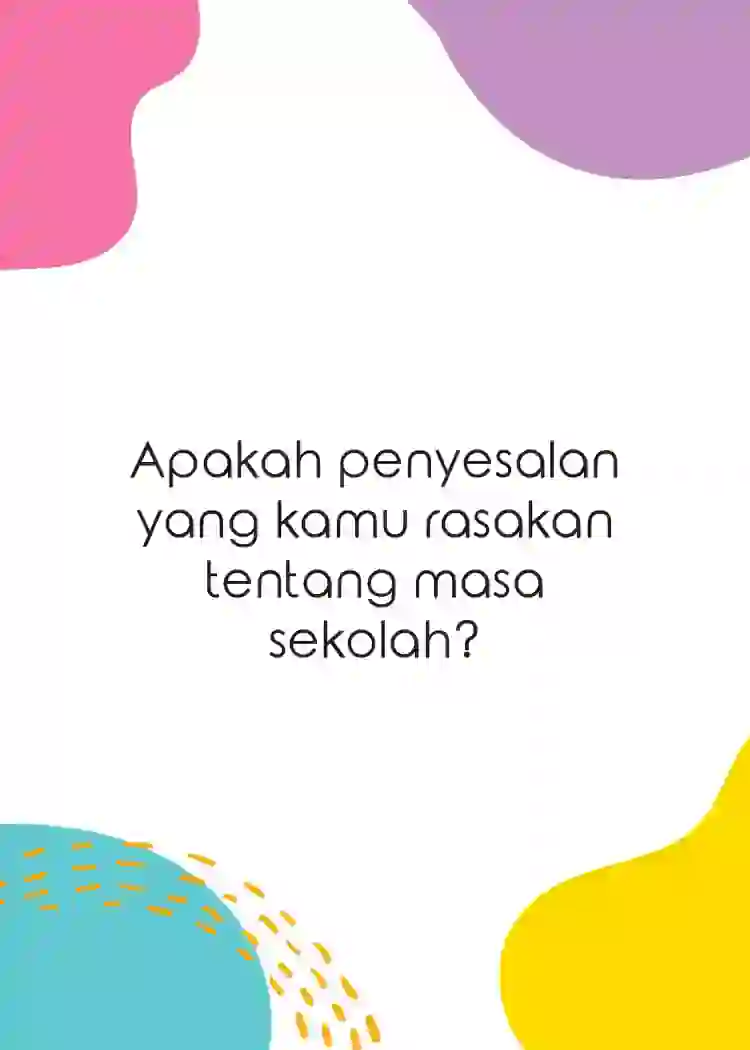 Apakah penyesalan
yang kamu rasakan
tentang masa
sekolah?